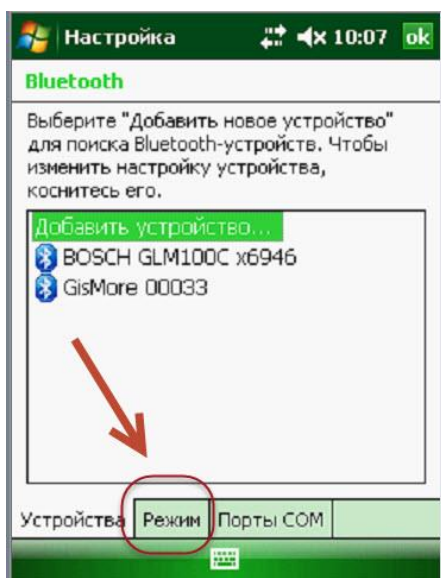 Настройка 10:07 ok
Bluetooth
Выберите "Добавить новое устройство"
для поиска Bluetooth-устройств. Чтобы
изменить настройку устройства,
коснитесь его.
Добавить устройство...
BOSCH GLM100C x6946
GisMore 00033
Устройства Режим Порты COM